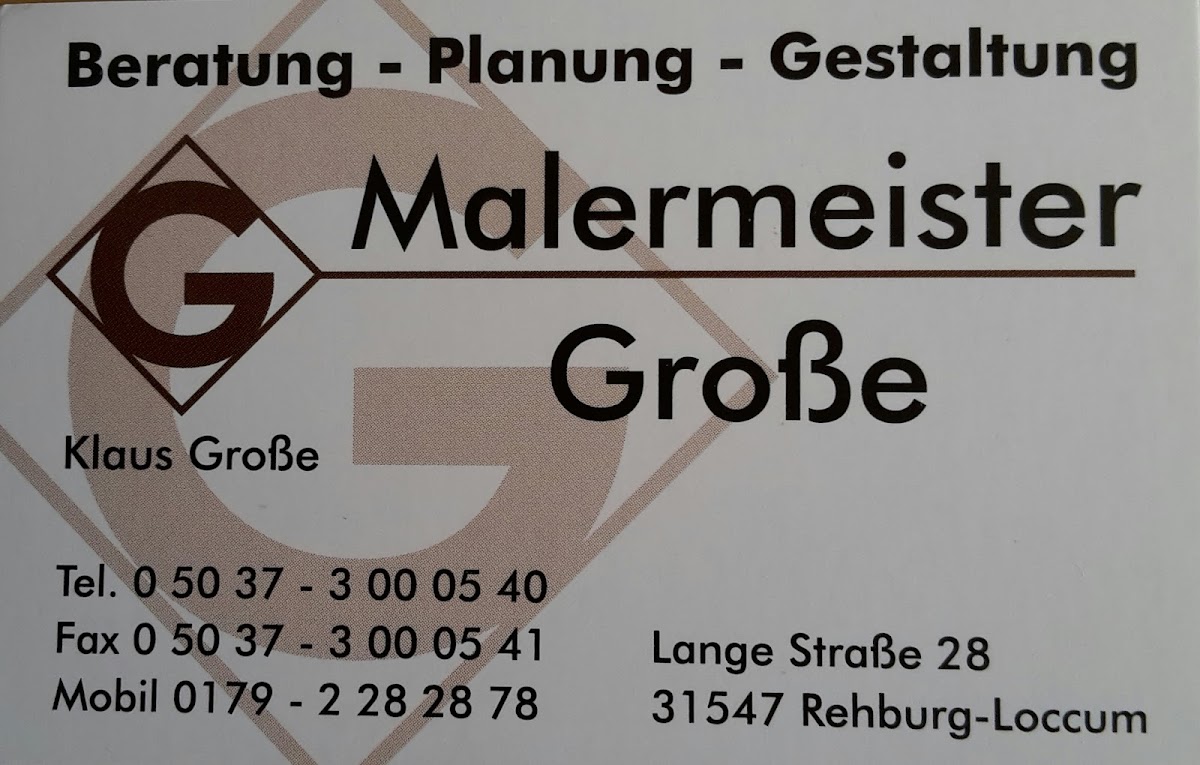 Beratung - Planung - Gestaltung
G
Malermeister
Große
Klaus Große
Tel. 0 50 37 - 3 00 05 40
Fax 0 50 37 - 3 00 05 41
Mobil 0179 - 2 28 28 78
Lange Straße 28
31547 Rehburg-Loccum